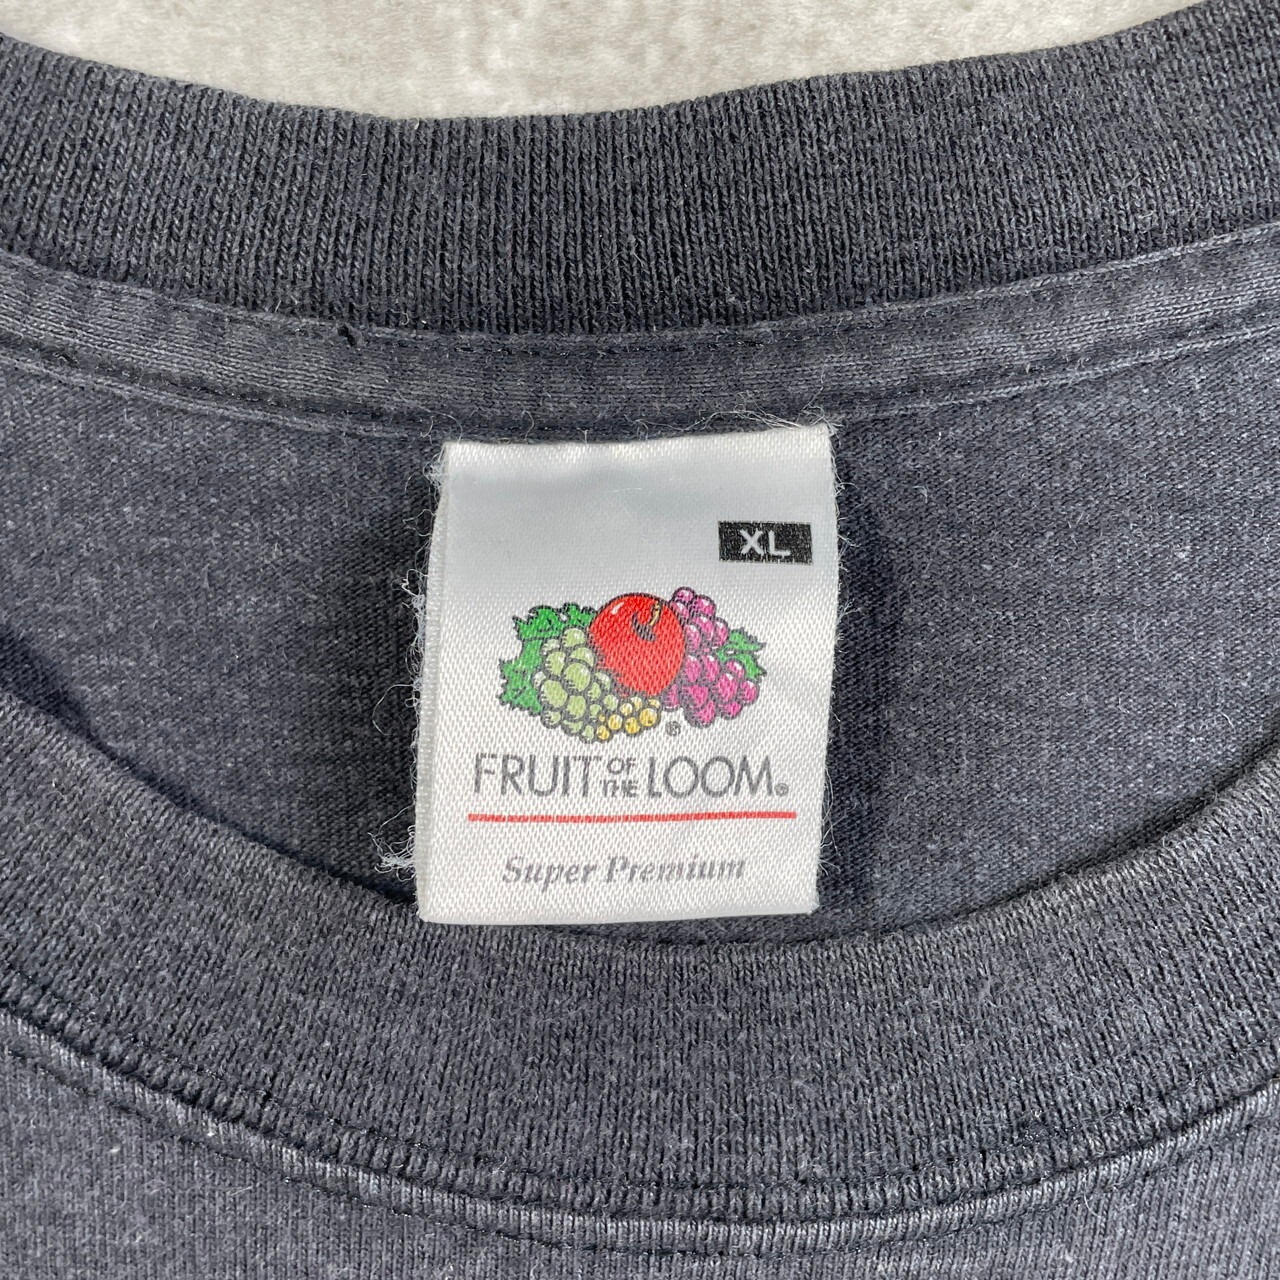 XL
®
FRUIT OF THE LOOM®
Super Premium